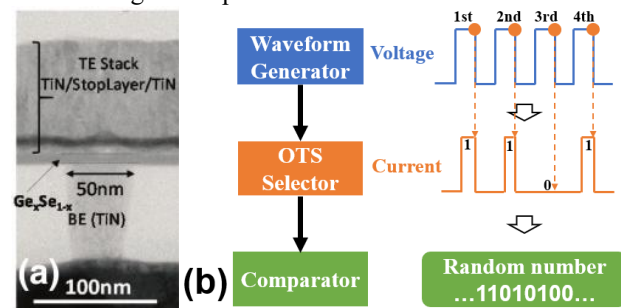 TE Stack
TiN/StopLayer/TiN
GexSe1-x
50nm
BE (TiN)
(a)
100nm
(b)
Waveform
Generator
OTS
Selector
Comparator
1st 2nd 3rd 4th
Voltage
Current
1 1 0 1
Random number
...11010100...